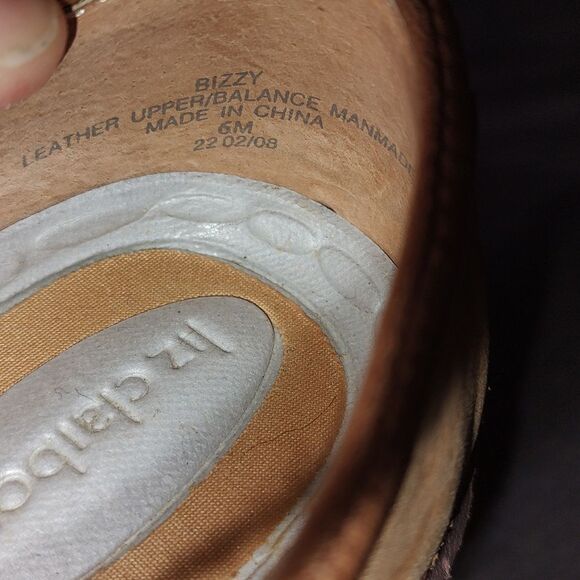 BIZZY
LEATHER UPPER/BALANCE MANMADE
MADE IN CHINA
6M
22 02/08
liz claibo